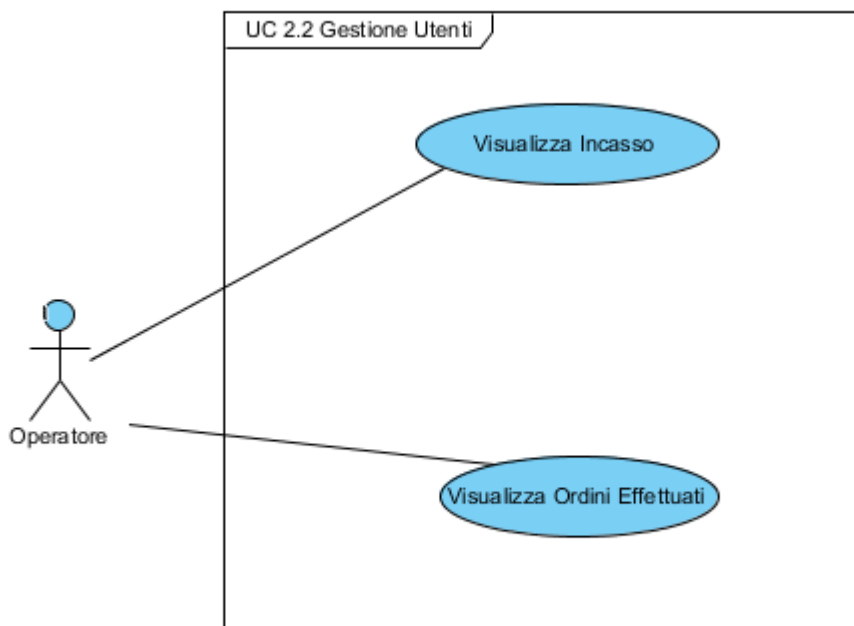 UC 2.2 Gestione Utenti
Visualizza Incasso
Operatore
Visualizza Ordini Effettuati